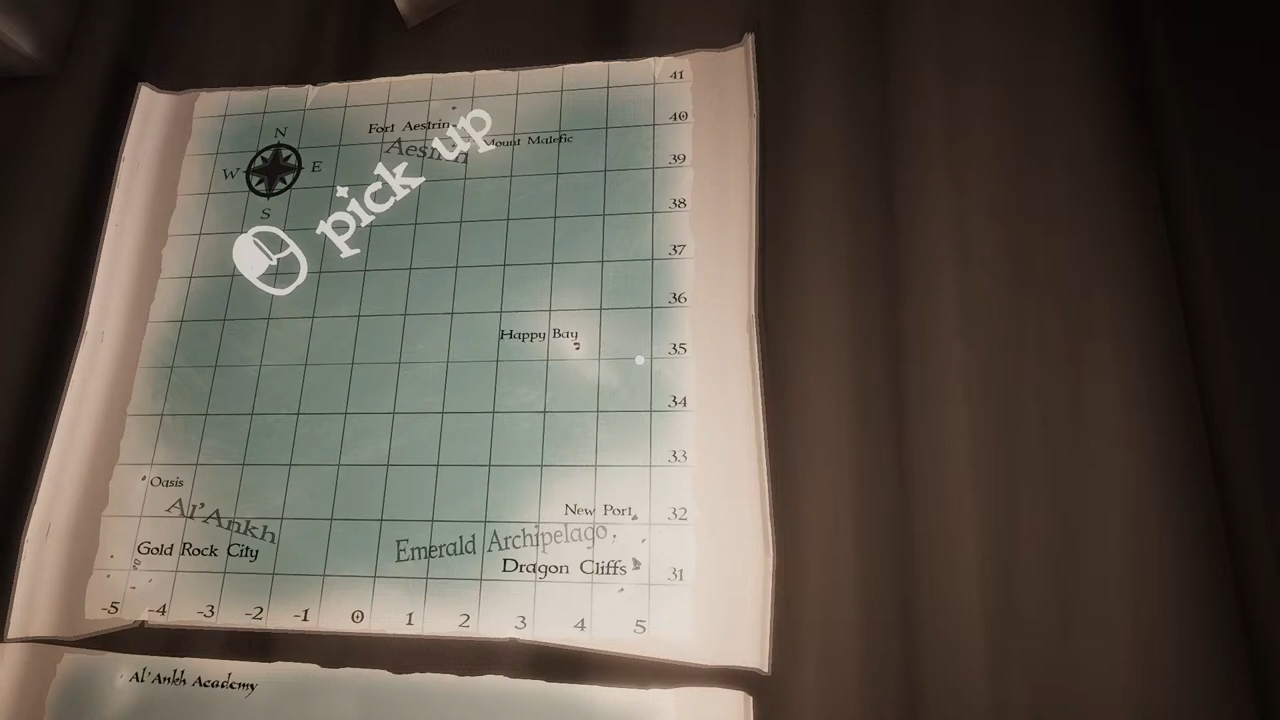 41
Fort Aestrin
40
N
pick up
Mount Malefic
Aestrin
39
W
E
38
S
37
36
Happy Bay
35
34
33
Oasis
New Port
32
Al'Ankh
Emerald Archipelago
Gold Rock City
Dragon Cliffs
31
-5 -4 -3 -2 -1 0 1 2 3 4 5
Al'Ankh Academy